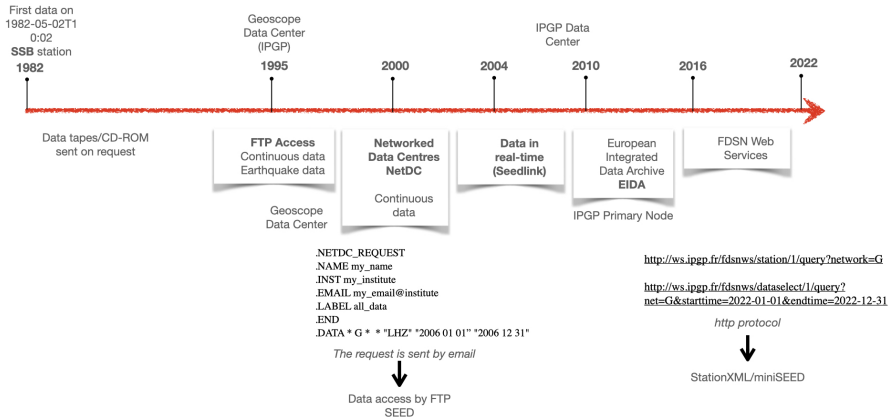 First data on
1982-05-02T1
0:02
SSB station
1982
Geoscope
Data Center
(IPGP)
1995
2000
2004
IPGP Data
Center
2010
2016
2022
Data tapes/CD-ROM
sent on request
FTP Access
Continuous data
Earthquake data
Geoscope
Data Center
Networked
Data Centres
NetDC
Continuous
data
Data in
real-time
(Seedlink)
European
Integrated
Data Archive
EIDA
IPGP Primary Node
FDSN Web
Services
.NETDC_REQUEST
.NAME my_name
.INST my_institute
.EMAIL my_email@institute
.LABEL all_data
.END
.DATA * G * * "LHZ" "2006 01 01” "2006 12 31"
The request is sent by email
Data access by FTP
SEED
http://ws.ipgp.fr/fdsnws/station/1/query?network=G
http://ws.ipgp.fr/fdsnws/dataselect/1/query?
net=G&starttime=2022-01-01&endtime=2022-12-31
http protocol
StationXML/miniSEED